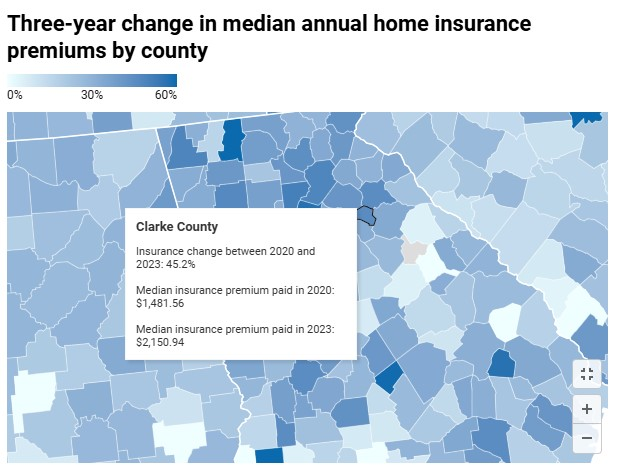 Three-year change in median annual home insurance
premiums by county
0% 30% 60%
Clarke County
Insurance change between 2020 and
2023: 45.2%
Median insurance premium paid in 2020:
$1,481.56
Median insurance premium paid in 2023:
$2,150.94
+
−